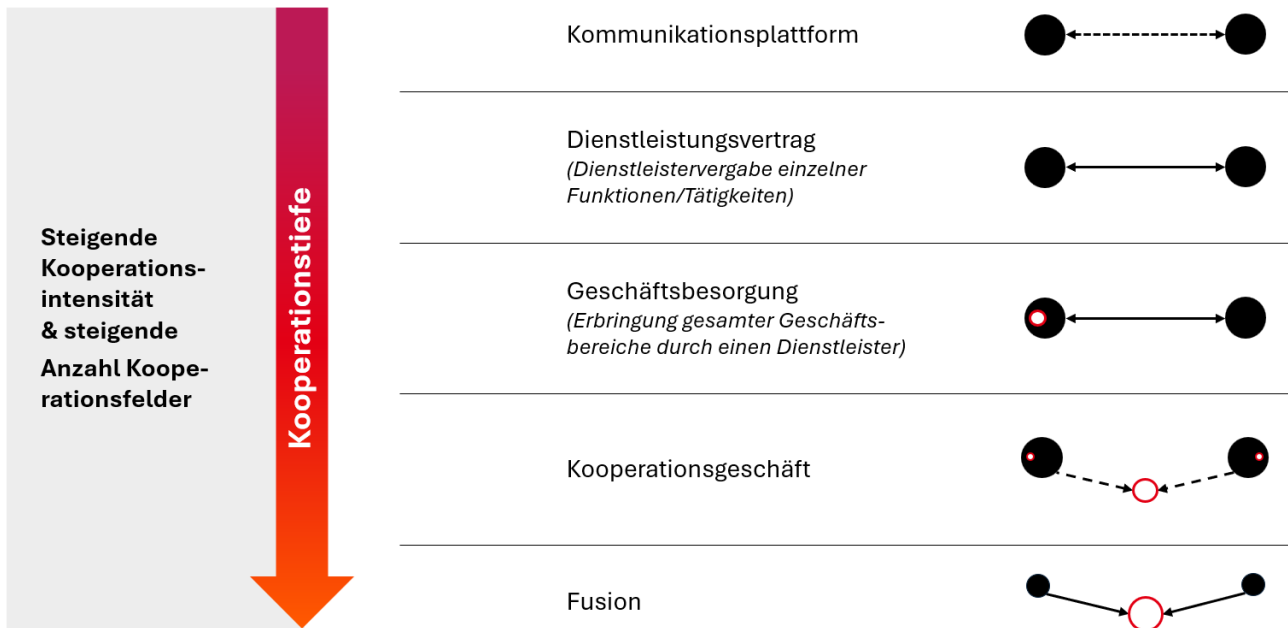 Steigende
Kooperations-
intensität
& steigende
Anzahl Koope-
rationsfelder
Kooperationstiefe
Kommunikationsplattform
Dienstleistungsvertrag
(Dienstleistervergabe einzelner
Funktionen/Tätigkeiten)
Geschäftsbesorgung
(Erbringung gesamter Geschäfts-
bereiche durch einen Dienstleister)
Kooperationsgeschäft
Fusion